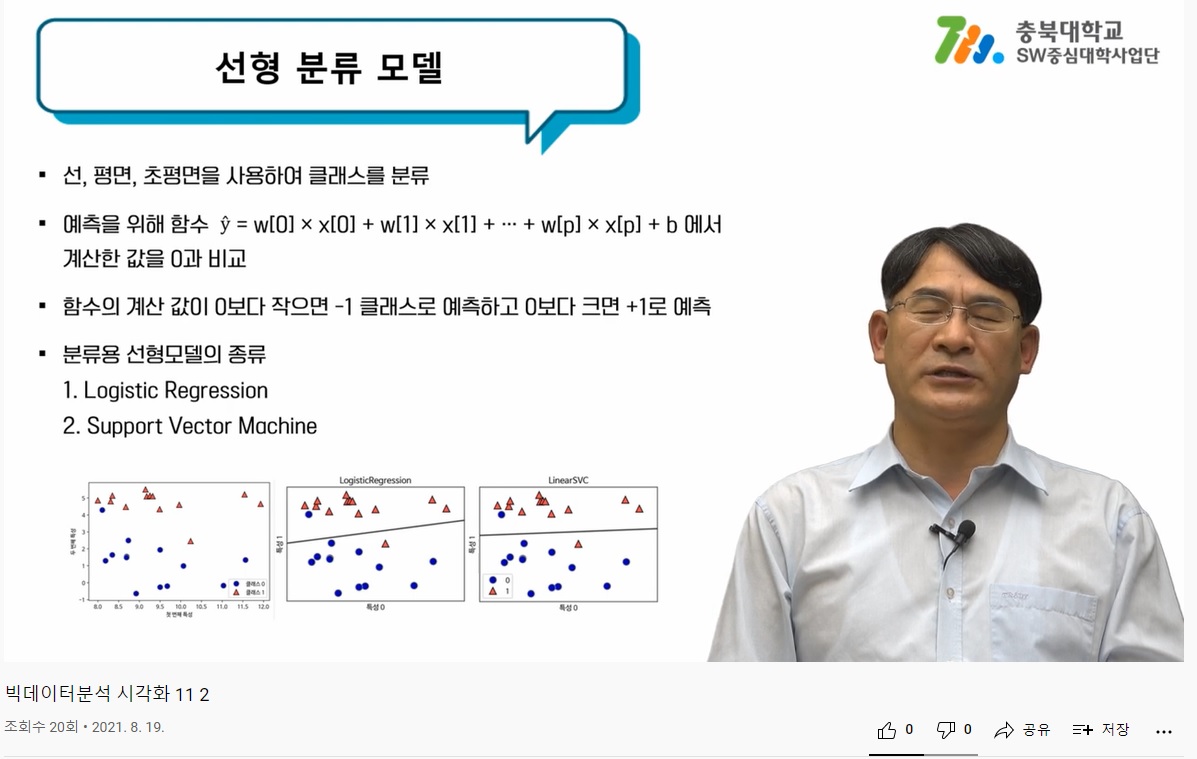 선형 분류 모델
충북대학교
SW중심대학사업단
▪ 선, 평면, 초평면을 사용하여 클래스를 분류
▪ 예측을 위해 함수 ŷ = w[0] × x[0] + w[1] × x[1] + ⋯ + w[p] × x[p] + b 에서
계산한 값을 0과 비교
▪ 함수의 계산 값이 0보다 작으면 -1 클래스로 예측하고 0보다 크면 +1로 예측
▪ 분류용 선형모델의 종류
1. Logistic Regression
2. Support Vector Machine
두 번째 특성
5
4
3
2
1
0
-1
8.0 8.5 9.0 9.5 10.0 10.5 11.0 11.5 12.0
첫 번째 특성
클래스 0
클래스 1
LogisticRegression
특성 1
특성 0
LinearSVC
특성 1
0
1
특성 0
빅데이터분석 시각화 11 2
조회수 20회 • 2021. 8. 19.
0 0 공유 저장